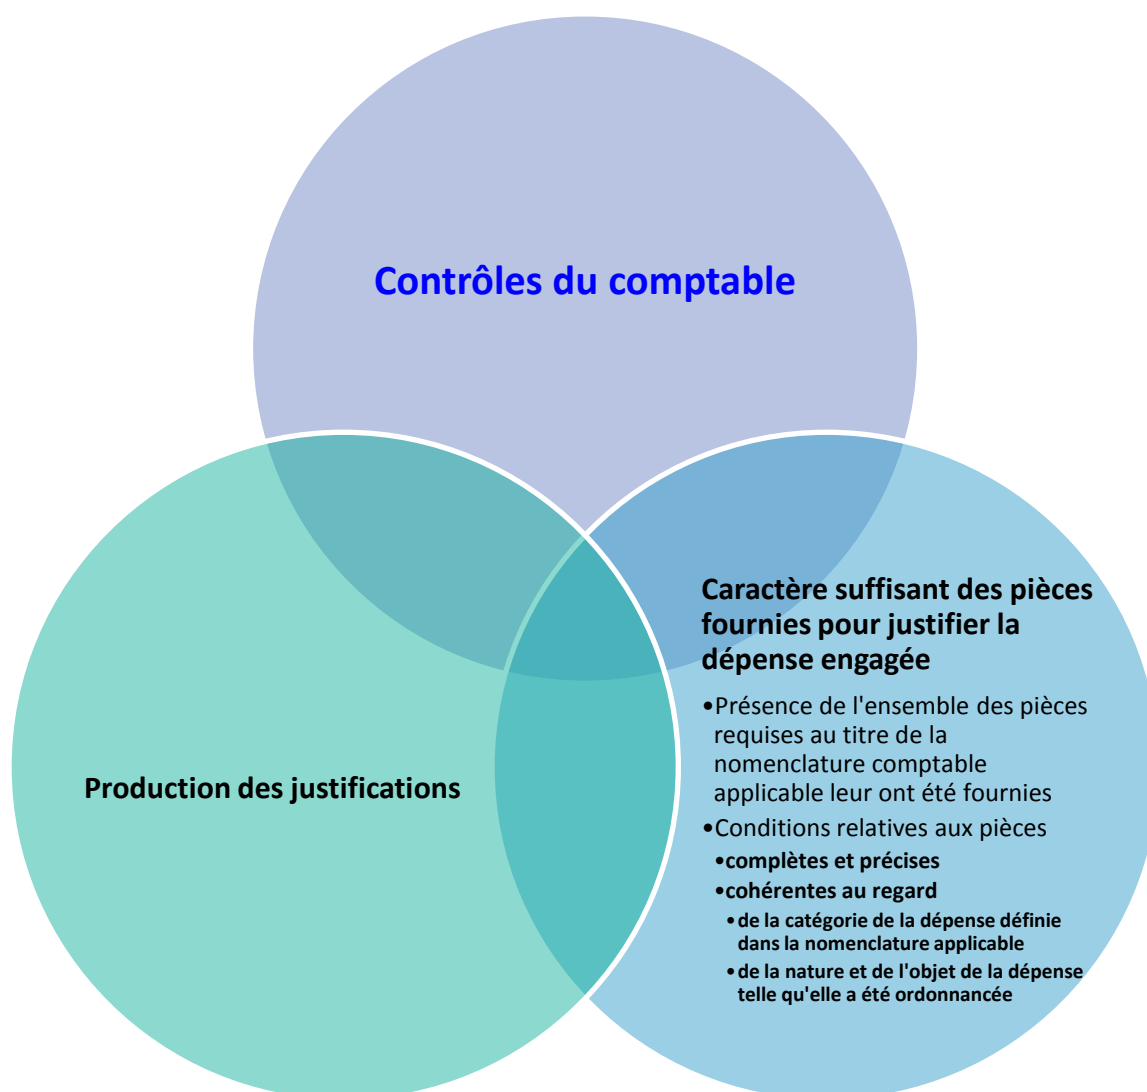 Contrôles du comptable
Production des justifications
Caractère suffisant des pièces
fournies pour justifier la
dépense engagée
•Présence de l'ensemble des pièces
requises au titre de la
nomenclature comptable
applicable leur ont été fournies
•Conditions relatives aux pièces
•complètes et précises
•cohérentes au regard
•de la catégorie de la dépense définie
dans la nomenclature applicable
•de la nature et de l'objet de la dépense
telle qu'elle a été ordonnancée